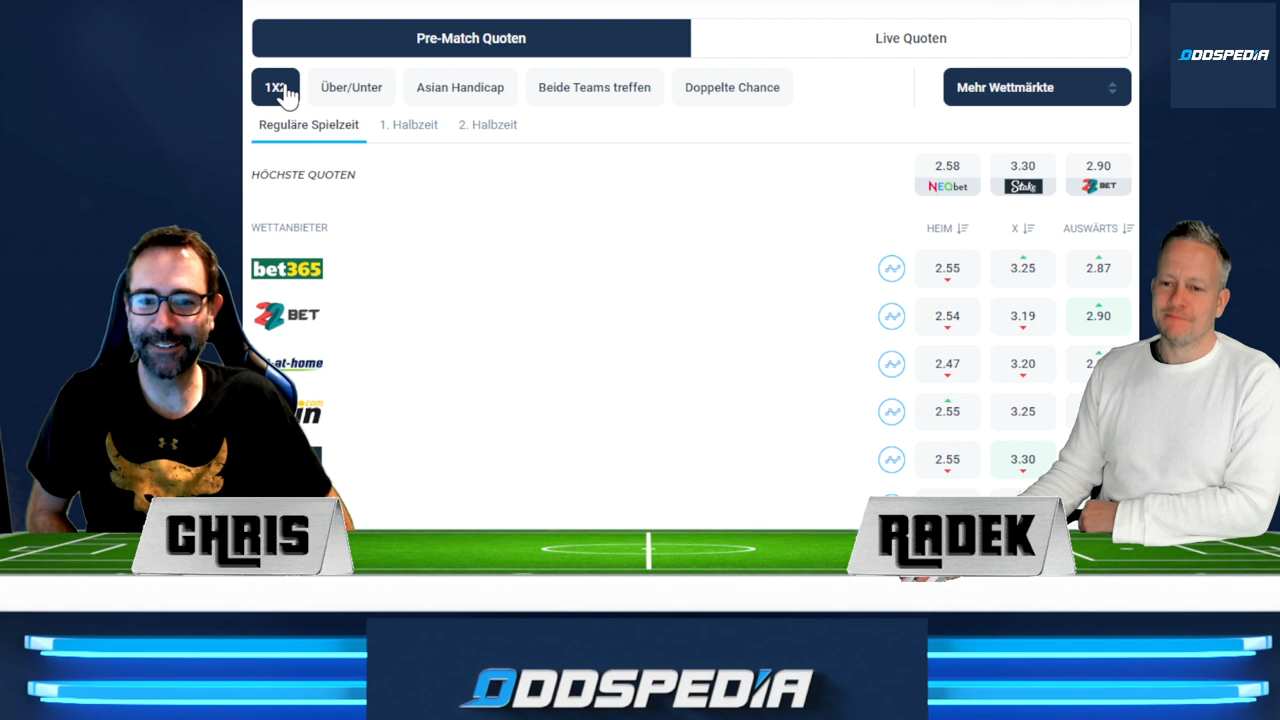 Pre-Match Quoten
Live Quoten
ODDSPEDIA
1X2
Über/Unter
Asian Handicap
Beide Teams treffen
Doppelte Chance
Mehr Wettmärkte
Reguläre Spielzeit
1. Halbzeit
2. Halbzeit
HÖCHSTE QUOTEN
2.58
3.30
2.90
NEObet
Stake
22 BET
WETTANBIETER
HEIM
X
AUSWÄRTS
bet365
2.55
3.25
2.87
22 BET
2.54
3.19
2.90
at-home
2.47
3.20
.com
2.55
3.25
2.55
3.30
CHRIS
RADEK
ODDSPEDIA